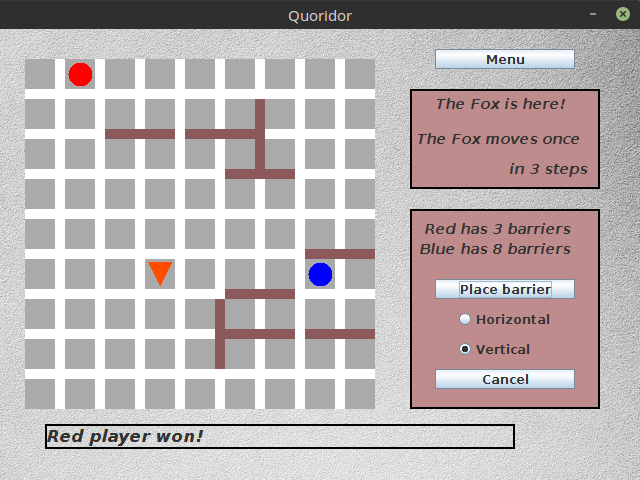 Quoridor
Menu
The Fox is here!
The Fox moves once
in 3 steps
Red has 3 barriers
Blue has 8 barriers
Place barrier
Horizontal
Vertical
Cancel
Red player won!